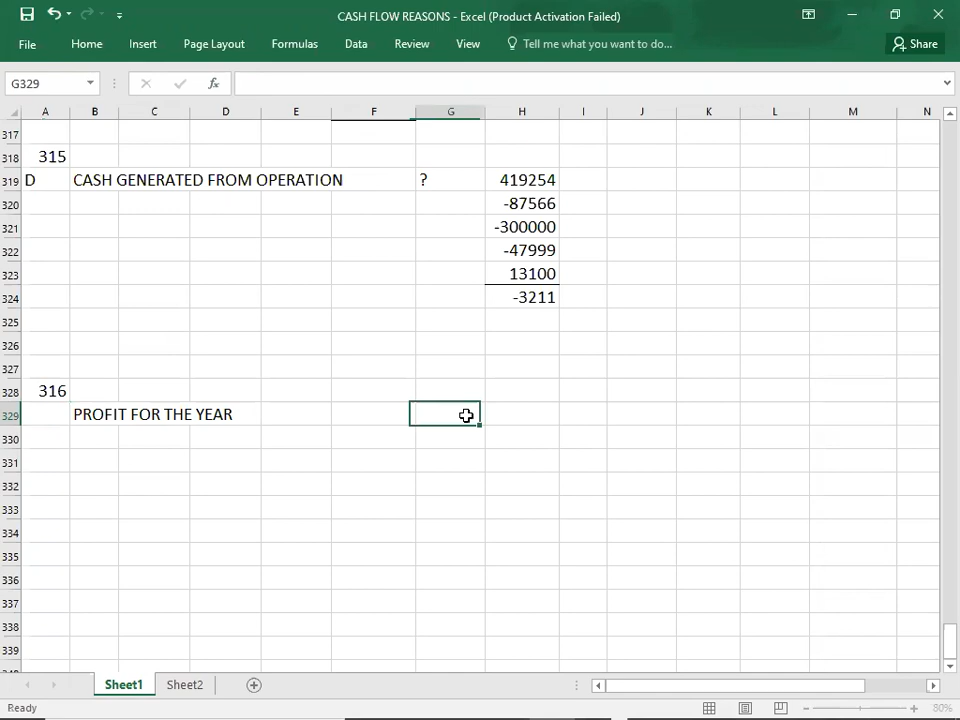 CASH FLOW REASONS - Excel (Product Activation Failed)
File Home Insert Page Layout Formulas Data Review View Tell me what you want to do... Share
G329 fx
A B C D E F G H I J K L M N
317
318 315
319 D CASH GENERATED FROM OPERATION ? 419254
320 -87566
321 -300000
322 -47999
323 13100
324 -3211
325
326
327
328 316
329 PROFIT FOR THE YEAR
330
331
332
333
334
335
336
337
338
339
Sheet1 Sheet2
Ready 80%